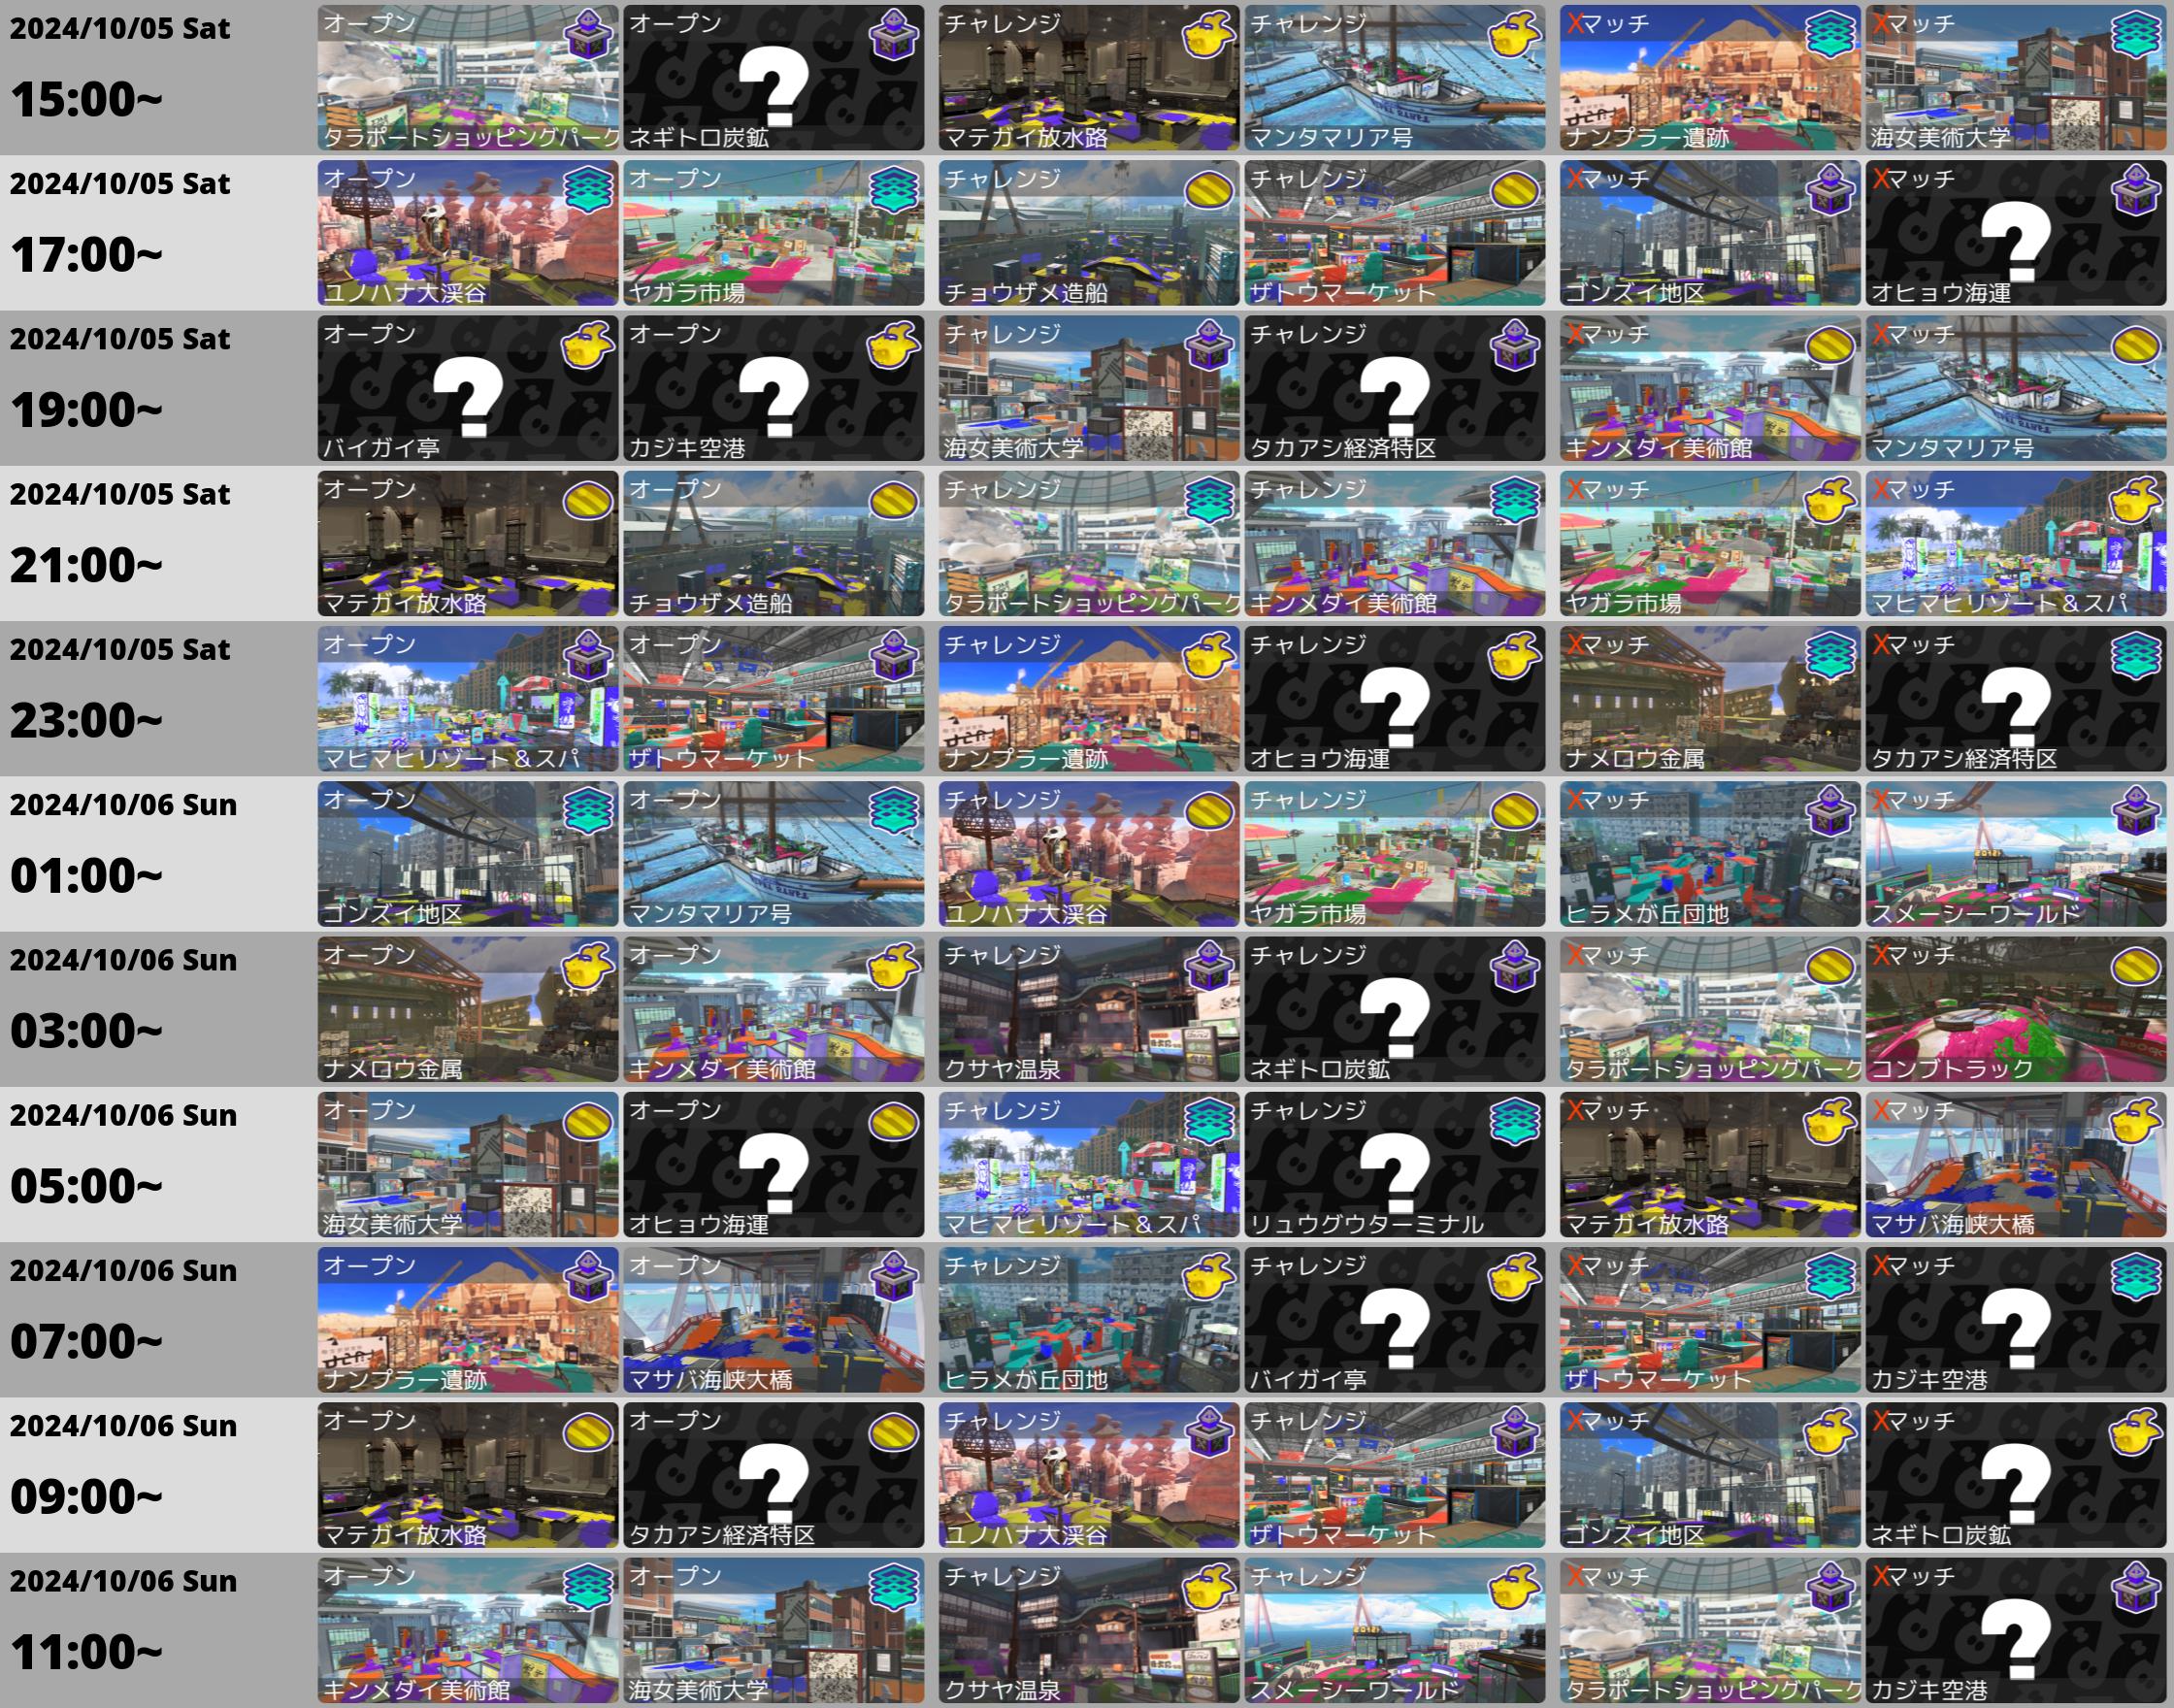 2024/10/05 Sat
15:00~
オープン
タラポートショッピングパーク
オープン
ネギトロ炭鉱
チャレンジ
マテガイ放水路
チャレンジ
マンタマリア号
Xマッチ
ナンプラー遺跡
Xマッチ
海女美術大学
2024/10/05 Sat
17:00~
オープン
ユノハナ大渓谷
オープン
ヤガラ市場
チャレンジ
チョウザメ造船
チャレンジ
ザトウマーケット
Xマッチ
ゴンズイ地区
Xマッチ
オヒョウ海運
2024/10/05 Sat
19:00~
オープン
バイガイ亭
オープン
カジキ空港
チャレンジ
海女美術大学
チャレンジ
タカアシ経済特区
Xマッチ
キンメダイ美術館
Xマッチ
マンタマリア号
2024/10/05 Sat
21:00~
オープン
マテガイ放水路
オープン
チョウザメ造船
チャレンジ
タラポートショッピングパーク
チャレンジ
キンメダイ美術館
Xマッチ
ヤガラ市場
Xマッチ
マヒマヒリゾート＆スパ
2024/10/05 Sat
23:00~
オープン
マヒマヒリゾート＆スパ
オープン
ザトウマーケット
チャレンジ
ナンプラー遺跡
チャレンジ
オヒョウ海運
Xマッチ
ナメロウ金属
Xマッチ
タカアシ経済特区
2024/10/06 Sun
01:00~
オープン
ゴンズイ地区
オープン
マンタマリア号
チャレンジ
ユノハナ大渓谷
チャレンジ
ヤガラ市場
Xマッチ
ヒラメが丘団地
Xマッチ
スメーシーワールド
2024/10/06 Sun
03:00~
オープン
ナメロウ金属
オープン
キンメダイ美術館
チャレンジ
クサヤ温泉
チャレンジ
ネギトロ炭鉱
Xマッチ
タラポートショッピングパーク
Xマッチ
コンブトラック
2024/10/06 Sun
05:00~
オープン
海女美術大学
オープン
オヒョウ海運
チャレンジ
マヒマヒリゾート＆スパ
チャレンジ
リュウグウターミナル
Xマッチ
マテガイ放水路
Xマッチ
マサバ海峡大橋
2024/10/06 Sun
07:00~
オープン
ナンプラー遺跡
オープン
マサバ海峡大橋
チャレンジ
ヒラメが丘団地
チャレンジ
バイガイ亭
Xマッチ
ザトウマーケット
Xマッチ
カジキ空港
2024/10/06 Sun
09:00~
オープン
マテガイ放水路
オープン
タカアシ経済特区
チャレンジ
ユノハナ大渓谷
チャレンジ
ザトウマーケット
Xマッチ
ゴンズイ地区
Xマッチ
ネギトロ炭鉱
2024/10/06 Sun
11:00~
オープン
キンメダイ美術館
オープン
海女美術大学
チャレンジ
クサヤ温泉
チャレンジ
スメーシーワールド
Xマッチ
タラポートショッピングパーク
Xマッチ
カジキ空港